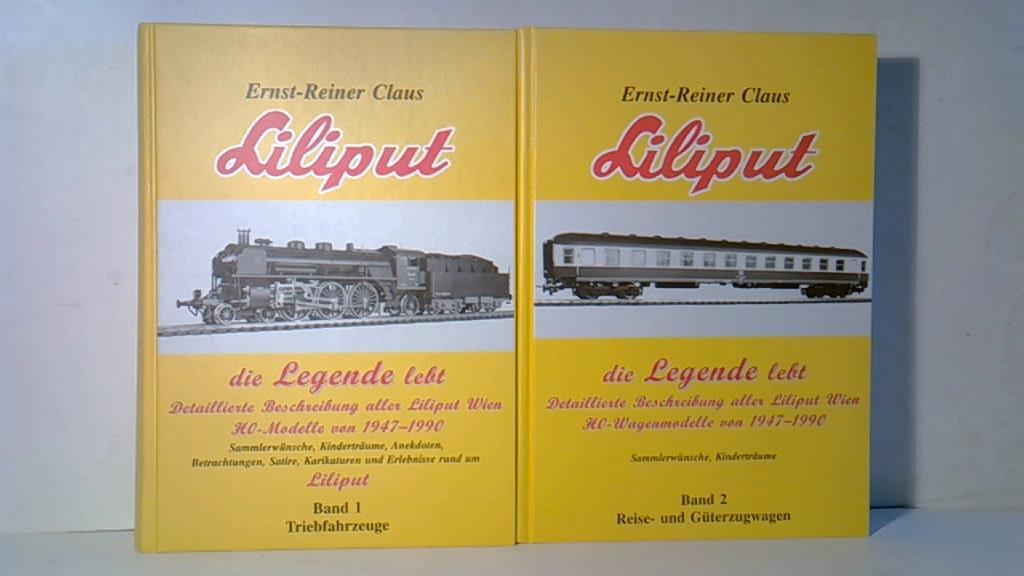 Ernst-Reiner Claus
Liliput
die Legende lebt
Detaillierte Beschreibung aller Liliput Wien
H0-Modelle von 1947–1990
Sammlerwünsche, Kinderträume, Anekdoten,
Betrachtungen, Satire, Karikaturen und Erlebnisse rund um
Liliput
Band 1
Triebfahrzeuge
Ernst-Reiner Claus
Liliput
die Legende lebt
Detaillierte Beschreibung aller Liliput Wien
H0-Wagenmodelle von 1947–1990
Sammlerwünsche, Kinderträume
Band 2
Reise- und Güterzugwagen